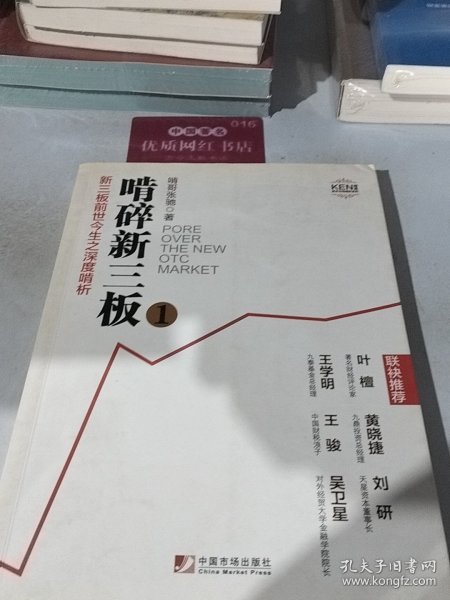 016
中国著名
优质网红书店
KEN
啃哥张驰◎著
啃碎新三板
1
新三板前世今生之深度啃析
PORE
OVER
THE NEW
OTC
MARKET
联袂推荐
叶檀
著名财经评论家
王学明
九泰基金总经理
黄晓捷
九鼎投资总经理
王骏
中国财税浪子
刘研
天星资本董事长
吴卫星
对外经贸大学金融学院院长
中国市场出版社
China Market Press
孔夫子旧书网
www.kongfz.com